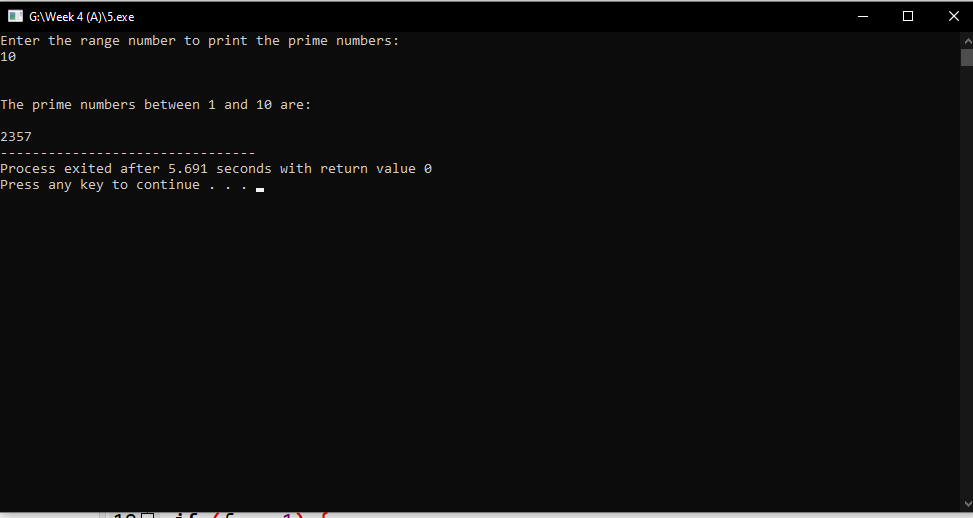 G:\Week 4 (A)\5.exe
Enter the range number to print the prime numbers:
10
The prime numbers between 1 and 10 are:
2357
--------------------------------
Process exited after 5.691 seconds with return value 0
Press any key to continue . . .